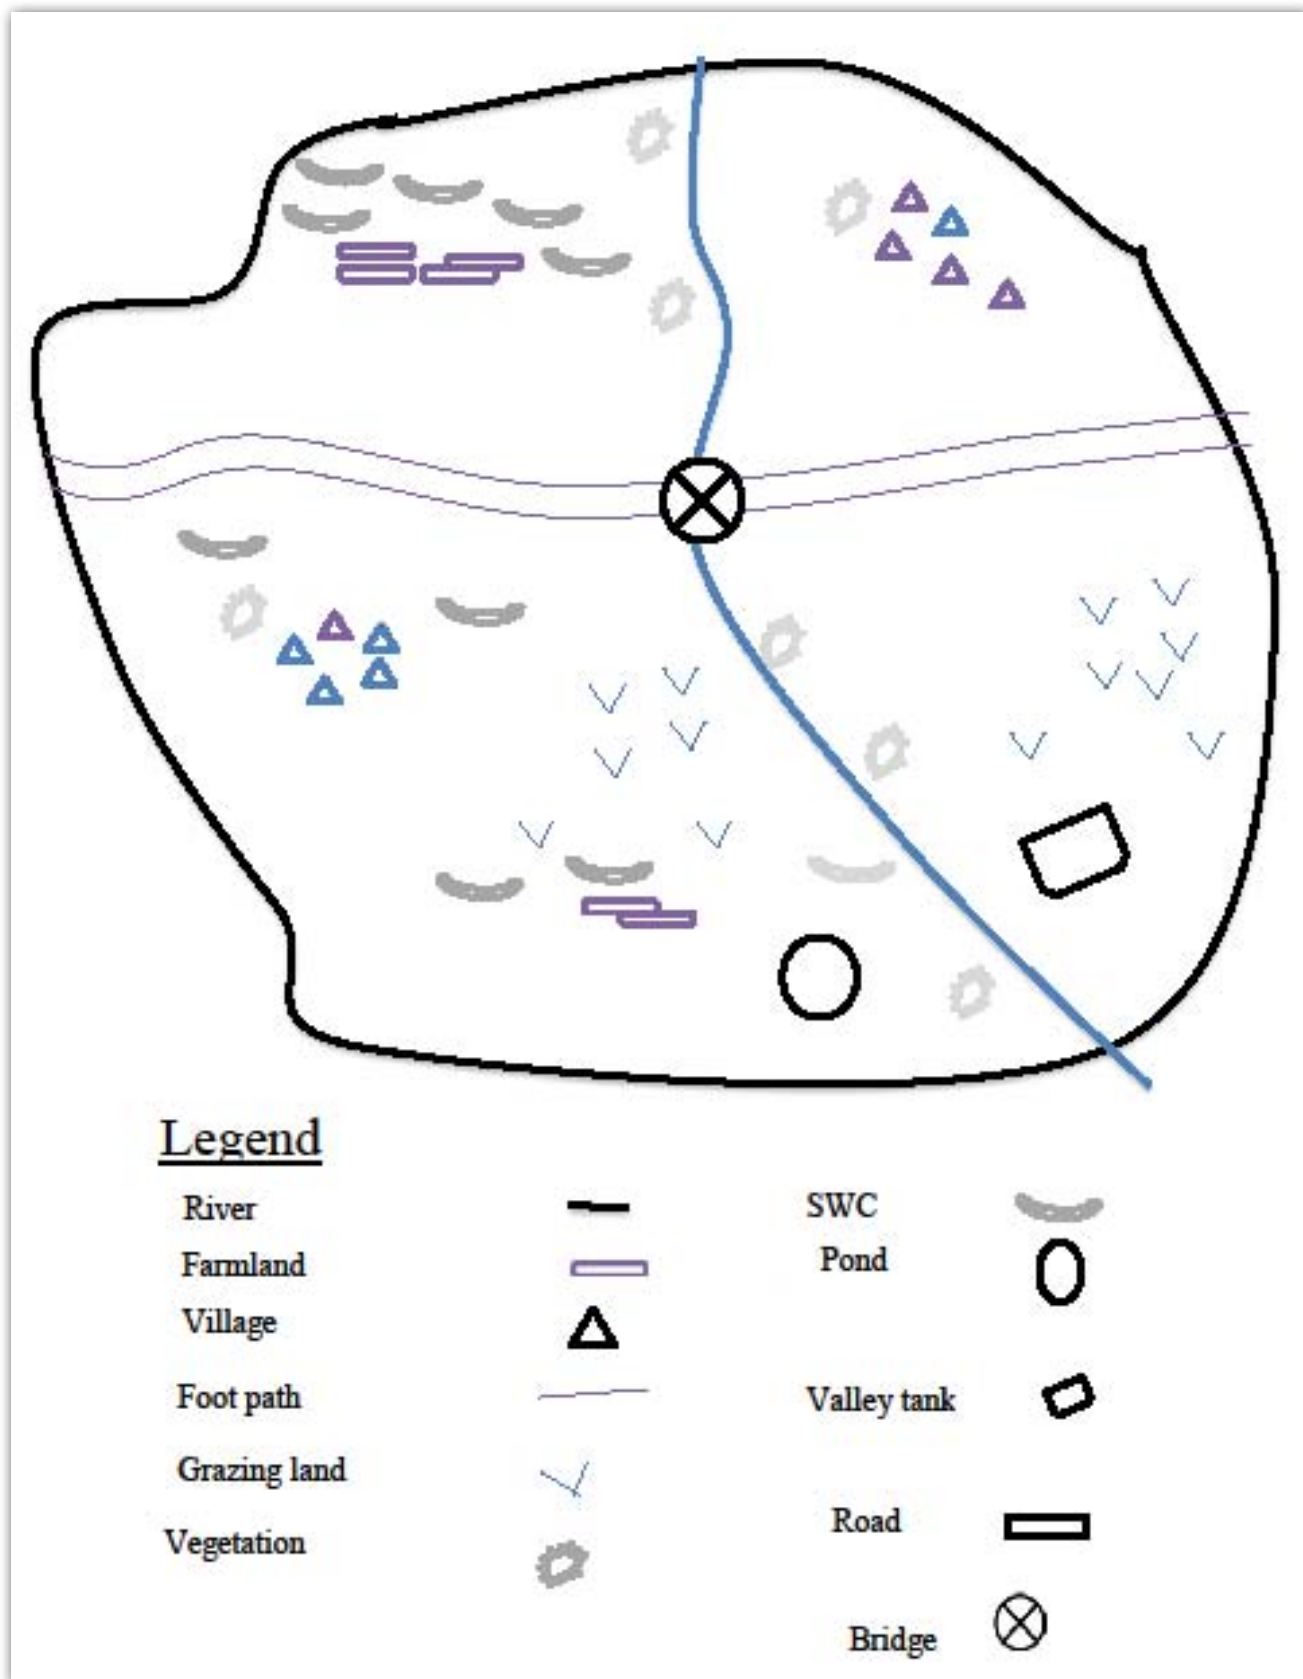 Legend
River
Farmland
Village
Foot path
Grazing land
Vegetation
SWC
Pond
Valley tank
Road
Bridge